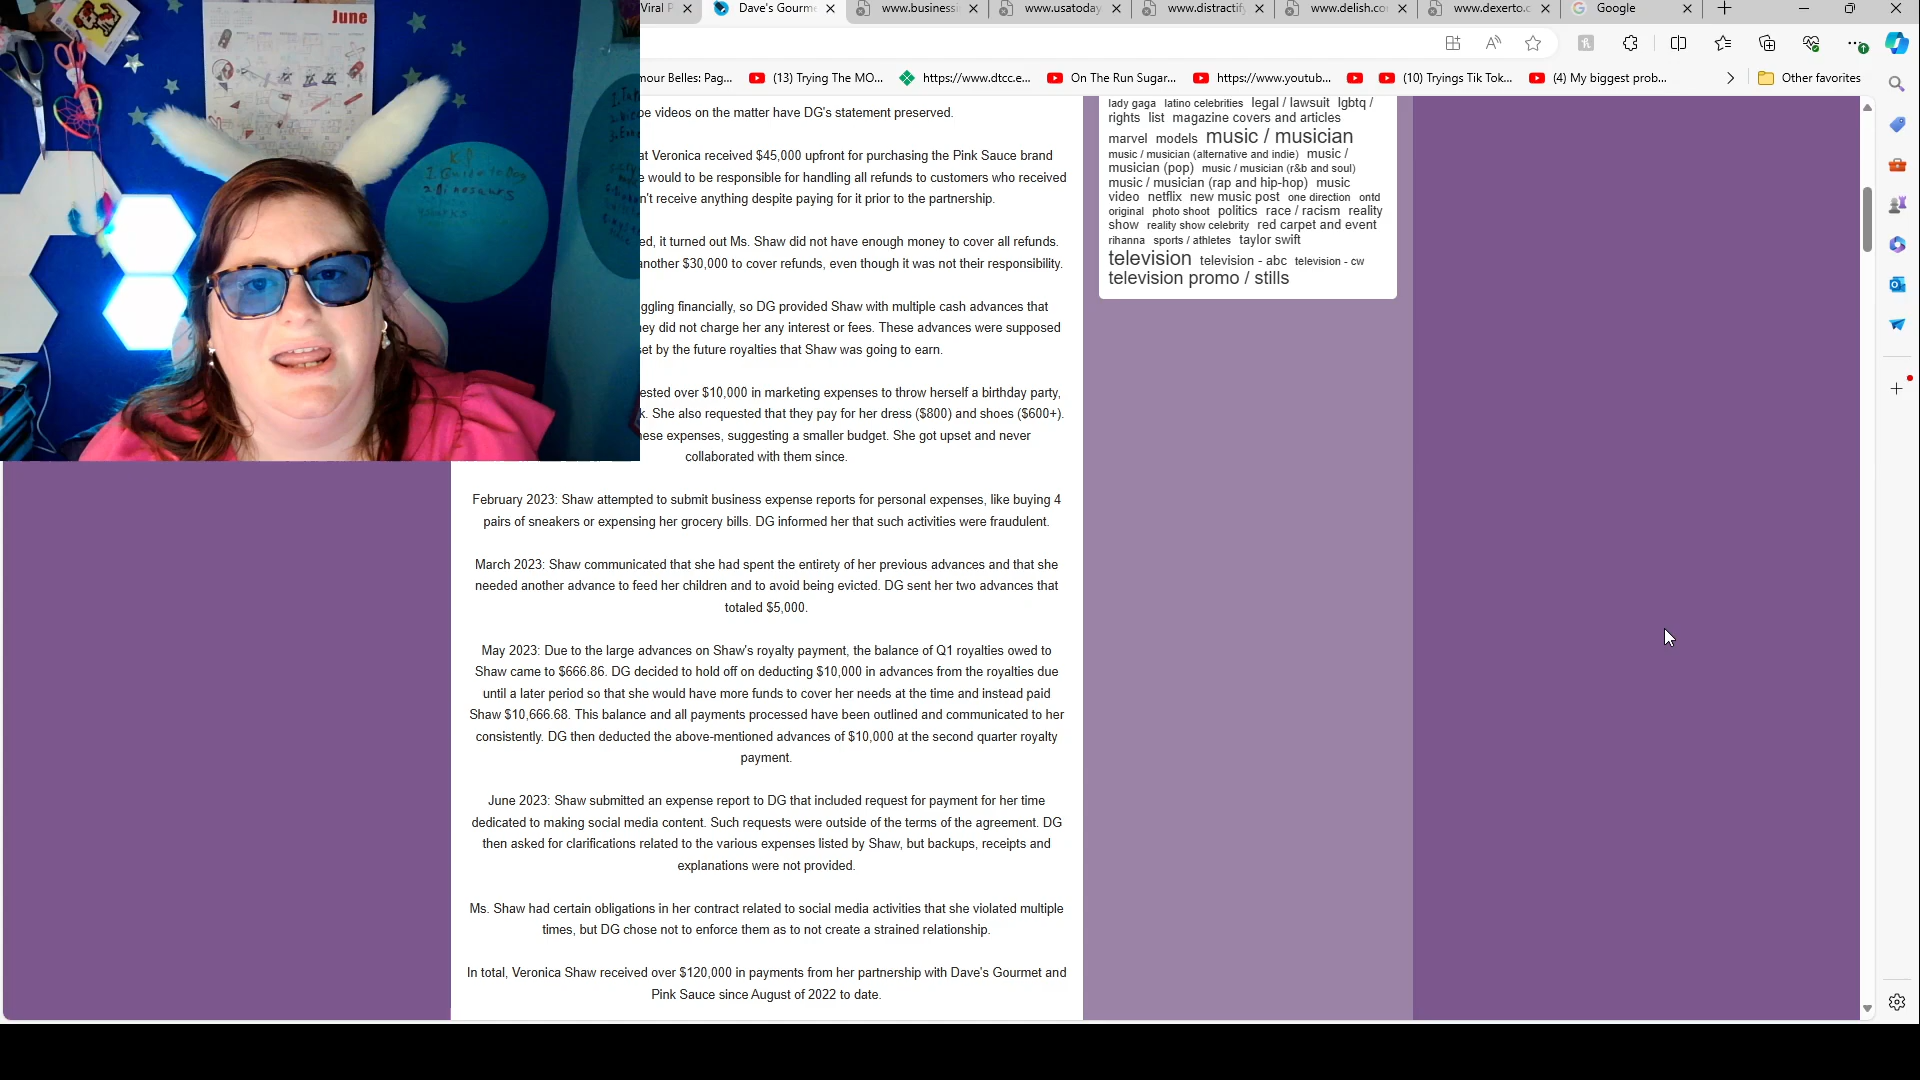 June
Viral P
Dave's Gourme
www.businessi
www.usatoday
www.distractify
www.delish.co
www.dexerto.c
Google
mour Belles: Pag...
(13) Trying The MO...
https://www.dtcc.e...
On The Run Sugar...
https://www.youtub...
(10) Tryings Tik Tok...
(4) My biggest prob...
Other favorites
be videos on the matter have DG's statement preserved.
at Veronica received $45,000 upfront for purchasing the Pink Sauce brand
e would to be responsible for handling all refunds to customers who received
n't receive anything despite paying for it prior to the partnership.
ed, it turned out Ms. Shaw did not have enough money to cover all refunds.
another $30,000 to cover refunds, even though it was not their responsibility.
ggling financially, so DG provided Shaw with multiple cash advances that
ey did not charge her any interest or fees. These advances were supposed
set by the future royalties that Shaw was going to earn.
ested over $10,000 in marketing expenses to throw herself a birthday party,
k. She also requested that they pay for her dress ($800) and shoes ($600+).
hese expenses, suggesting a smaller budget. She got upset and never
collaborated with them since.
February 2023: Shaw attempted to submit business expense reports for personal expenses, like buying 4
pairs of sneakers or expensing her grocery bills. DG informed her that such activities were fraudulent.
March 2023: Shaw communicated that she had spent the entirety of her previous advances and that she
needed another advance to feed her children and to avoid being evicted. DG sent her two advances that
totaled $5,000.
May 2023: Due to the large advances on Shaw's royalty payment, the balance of Q1 royalties owed to
Shaw came to $666.86. DG decided to hold off on deducting $10,000 in advances from the royalties due
until a later period so that she would have more funds to cover her needs at the time and instead paid
Shaw $10,666.68. This balance and all payments processed have been outlined and communicated to her
consistently. DG then deducted the above-mentioned advances of $10,000 at the second quarter royalty
payment.
June 2023: Shaw submitted an expense report to DG that included request for payment for her time
dedicated to making social media content. Such requests were outside of the terms of the agreement. DG
then asked for clarifications related to the various expenses listed by Shaw, but backups, receipts and
explanations were not provided.
Ms. Shaw had certain obligations in her contract related to social media activities that she violated multiple
times, but DG chose not to enforce them as to not create a strained relationship.
In total, Veronica Shaw received over $120,000 in payments from her partnership with Dave's Gourmet and
Pink Sauce since August of 2022 to date.
lady gaga latino celebrities legal / lawsuit lgbtq /
rights list magazine covers and articles
marvel models music / musician
music / musician (alternative and indie) music /
musician (pop) music / musician (r&b and soul)
music / musician (rap and hip-hop) music
video netflix new music post one direction ontd
original photo shoot politics race / racism reality
show reality show celebrity red carpet and event
rihanna sports / athletes taylor swift
television television - abc television - cw
television promo / stills